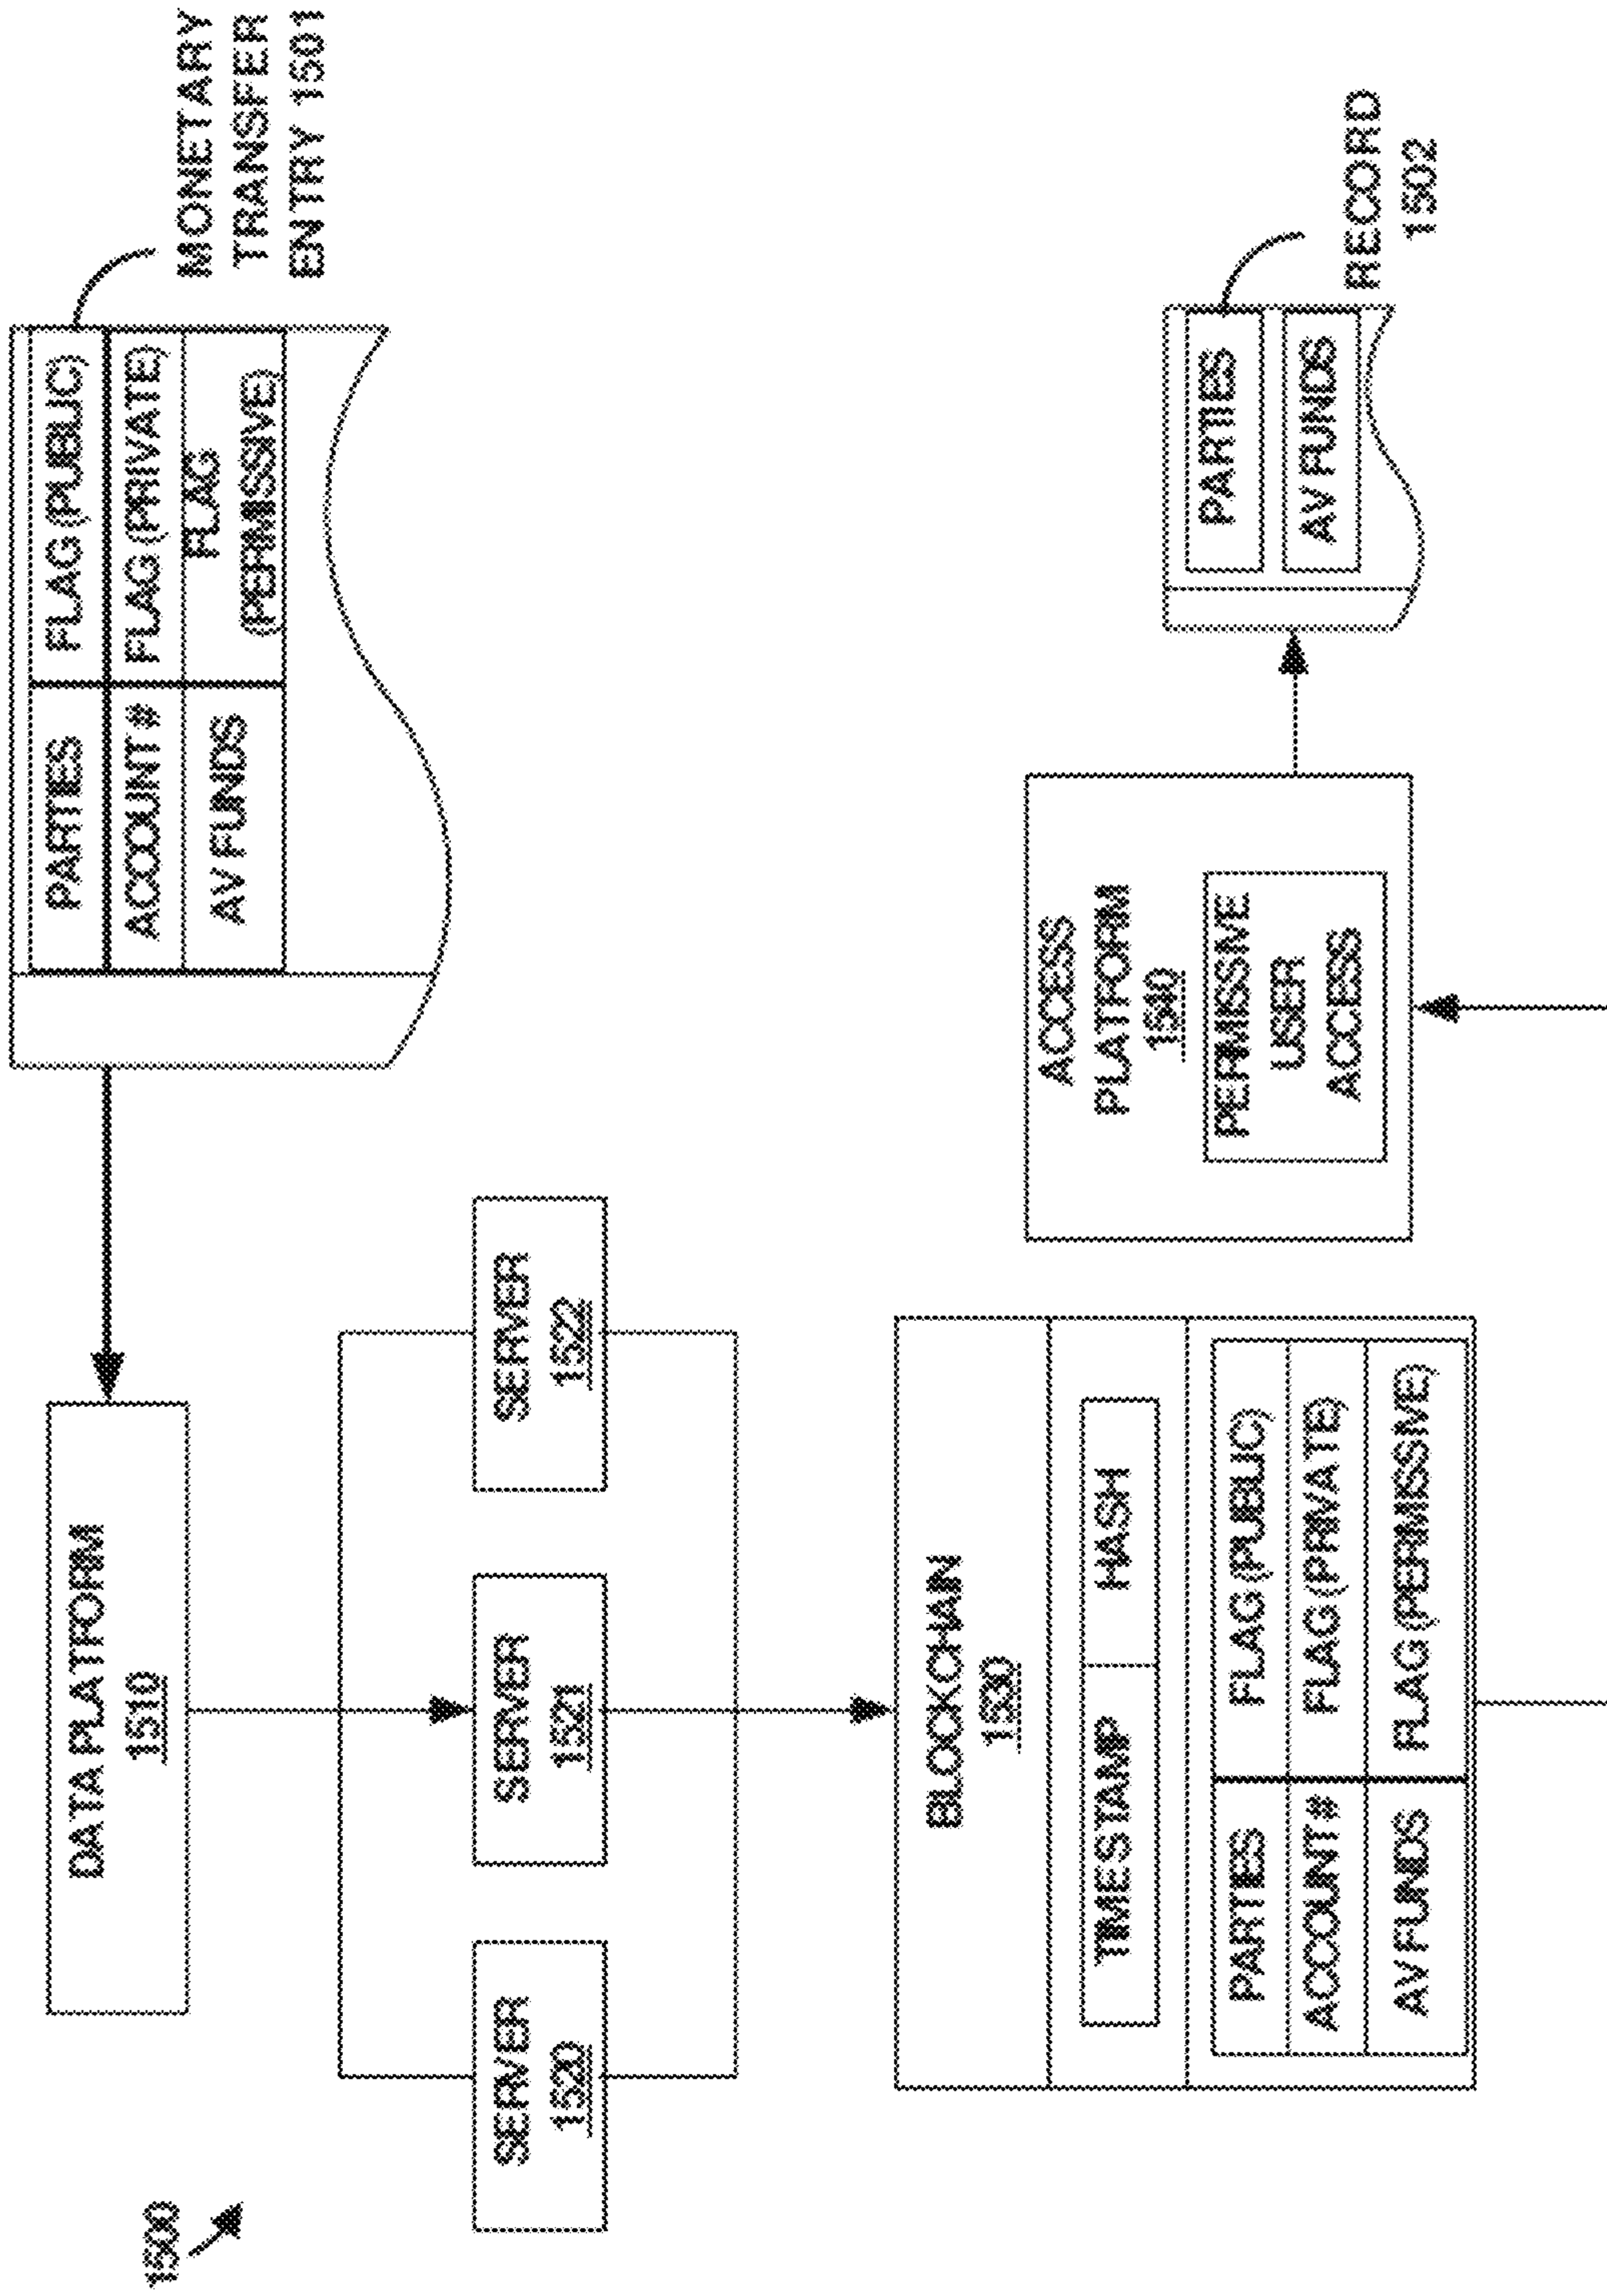 1500
DATA PLATFORM
1510
PARTIES
FLAG (PUBLIC)
ACCOUNT #
FLAG (PRIVATE)
AV FUNDS
FLAG
(PERMISSIVE)
MONETARY
TRANSFER
ENTRY 1501
SERVER
1520
SERVER
1521
SERVER
1522
BLOCKCHAIN
1530
TIMESTAMP
HASH
PARTIES
FLAG (PUBLIC)
ACCOUNT #
FLAG (PRIVATE)
AV FUNDS
FLAG (PERMISSIVE)
ACCESS
PLATFORM
1540
PERMISSIVE
USER
ACCESS
PARTIES
AV FUNDS
RECORD
1502